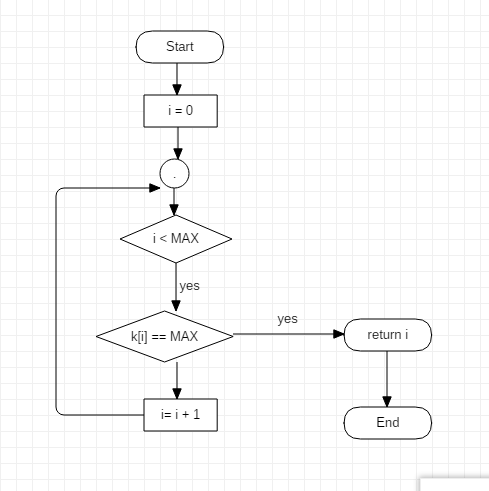 Start
i = 0
.
i < MAX
yes
k[i] == MAX
yes
return i
i= i + 1
End